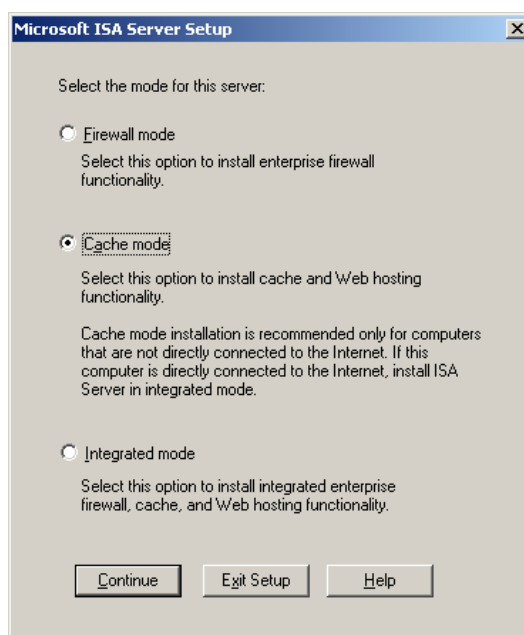 Microsoft ISA Server Setup
Select the mode for this server:
Firewall mode
Select this option to install enterprise firewall
functionality.
Cache mode
Select this option to install cache and Web hosting
functionality.
Cache mode installation is recommended only for computers
that are not directly connected to the Internet. If this
computer is directly connected to the Internet, install ISA
Server in integrated mode.
Integrated mode
Select this option to install integrated enterprise
firewall, cache, and Web hosting functionality.
Continue Exit Setup Help